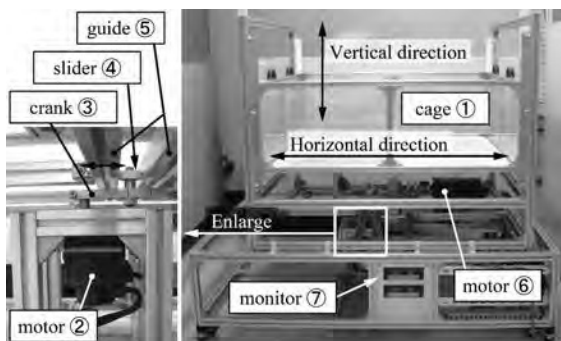 guide ⑤
slider ④
crank ③
motor ②
Vertical direction
cage ①
Horizontal direction
Enlarge
motor ⑥
monitor ⑦